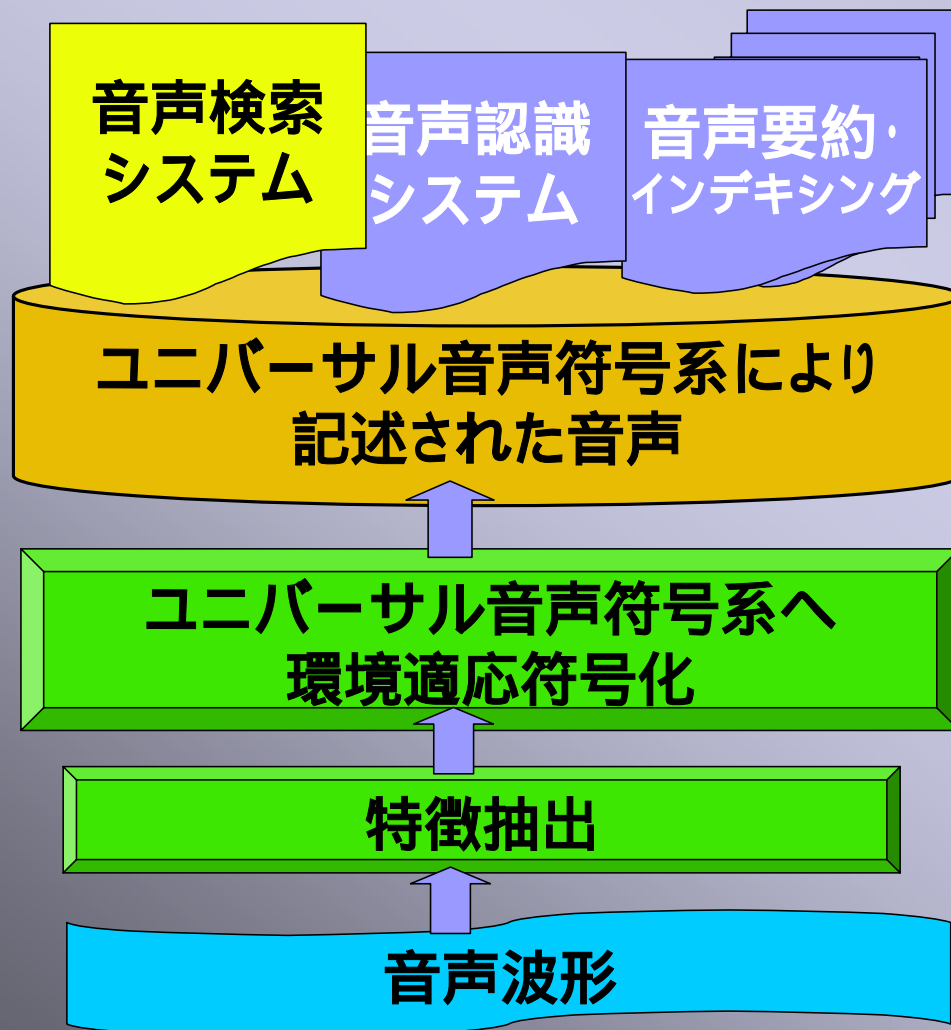 音声検索
システム
音声認識
システム
音声要約・
インデキシング
ユニバーサル音声符号系により
記述された音声
ユニバーサル音声符号系へ
環境適応符号化
特徴抽出
音声波形